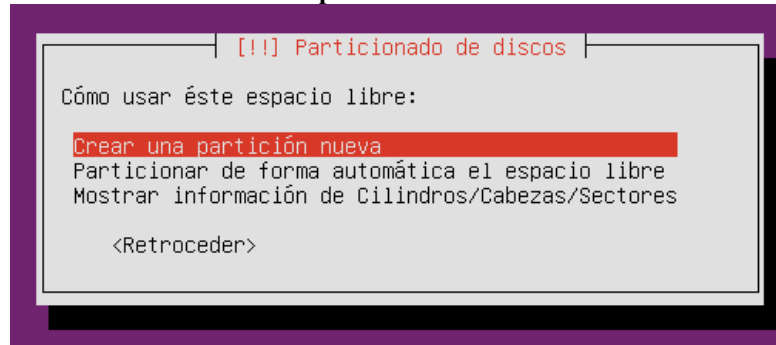 [!!] Particionado de discos
Cómo usar éste espacio libre:
Crear una partición nueva
Particionar de forma automática el espacio libre
Mostrar información de Cilindros/Cabezas/Sectores
<Retroceder>